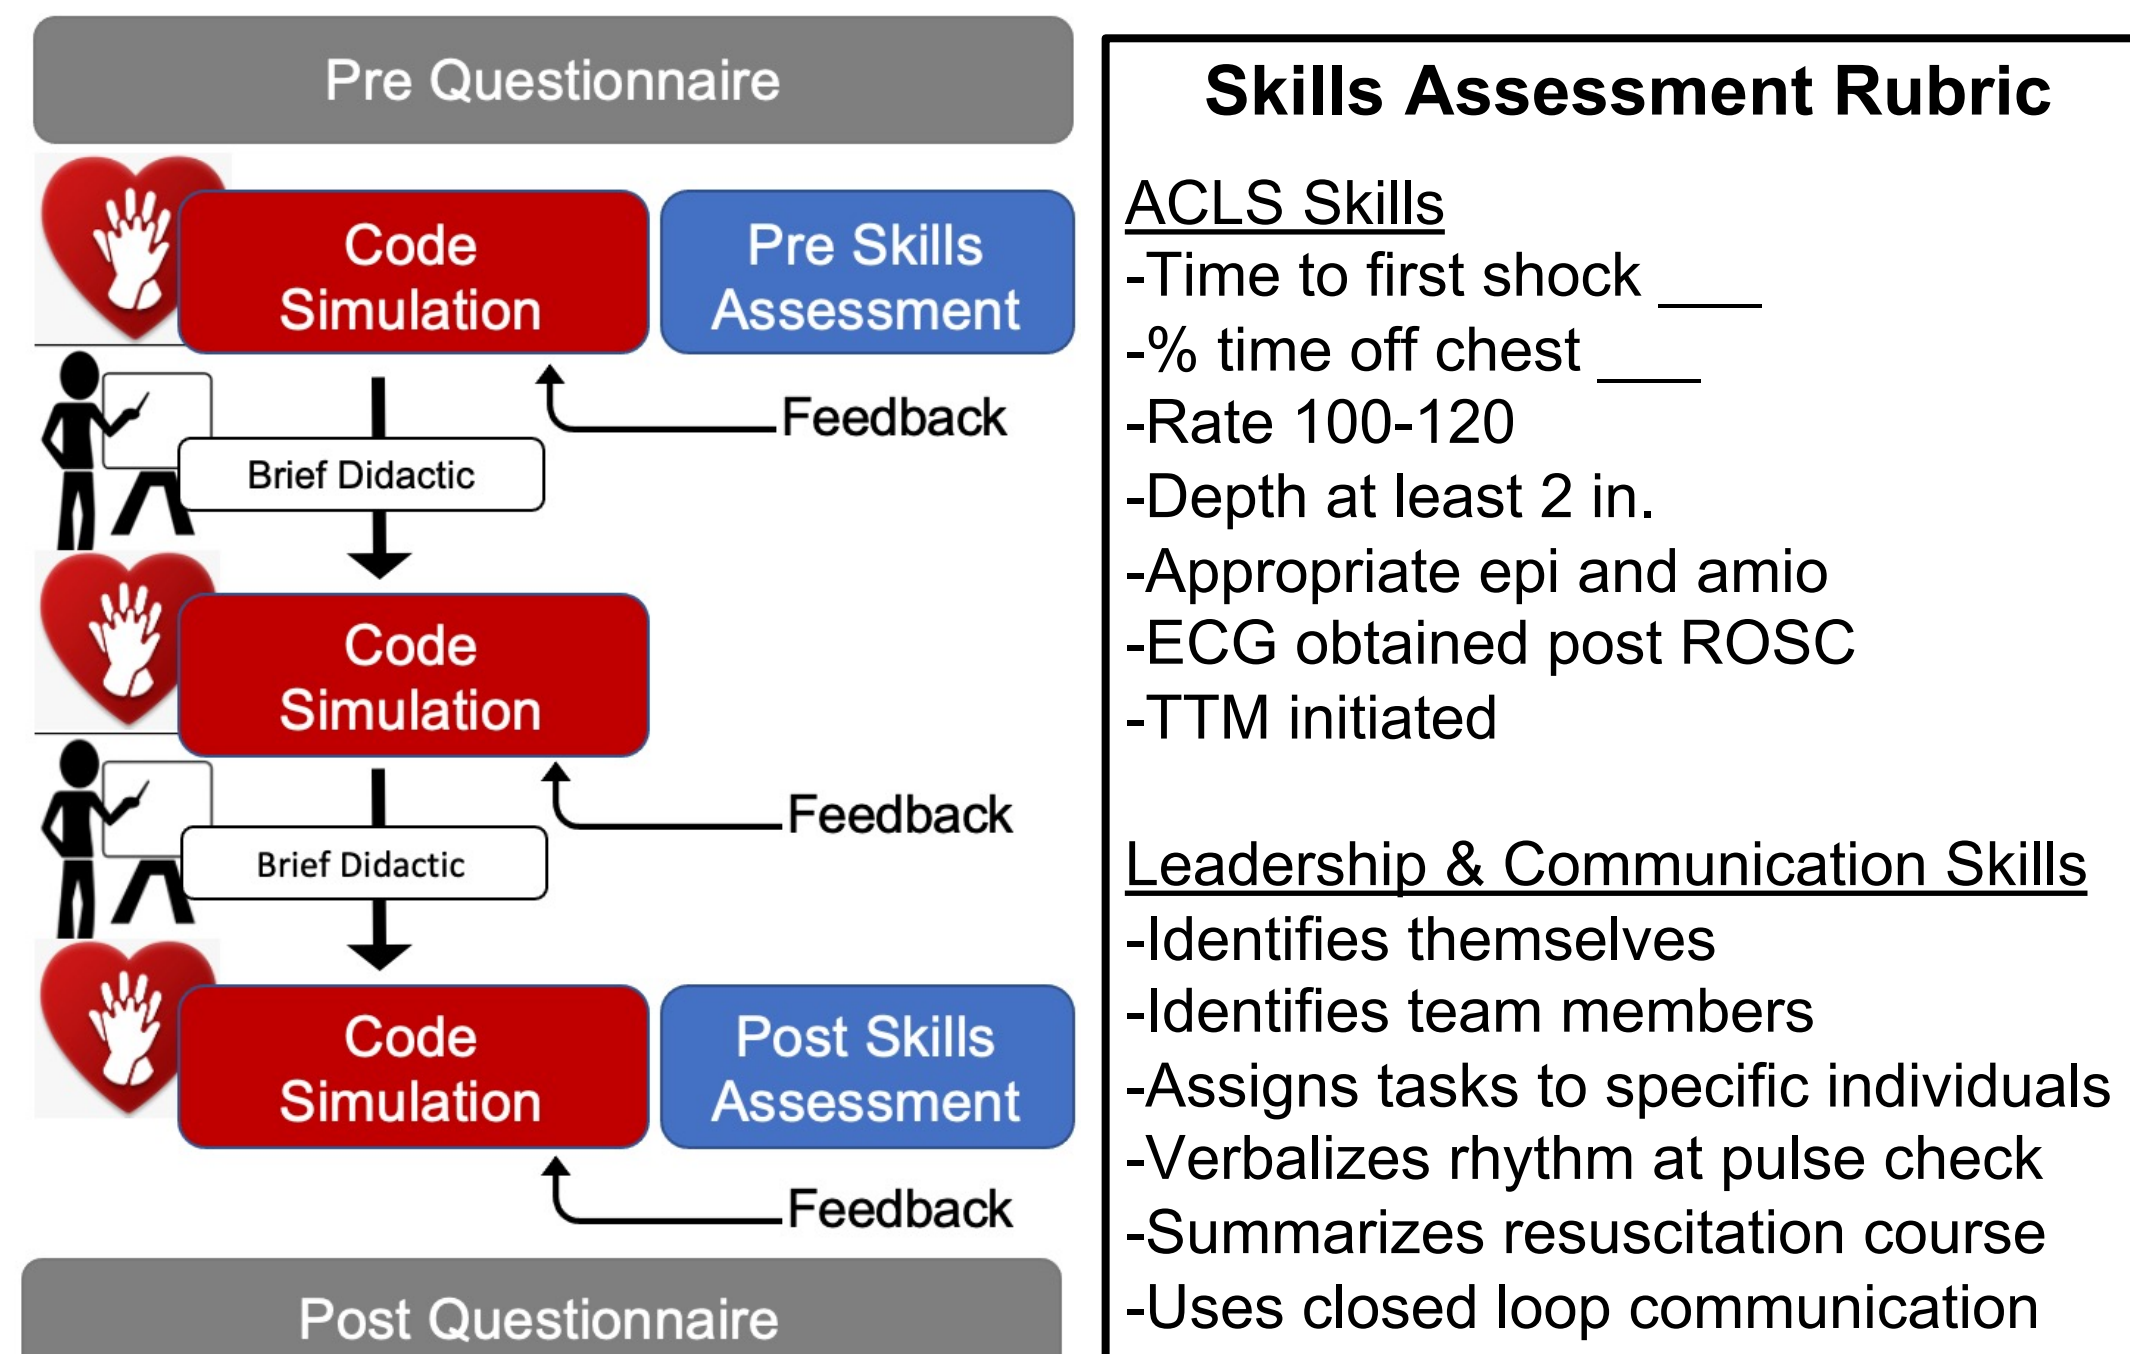 Pre Questionnaire
Code
Simulation
Pre Skills
Assessment
Feedback
Brief Didactic
Code
Simulation
Feedback
Brief Didactic
Code
Simulation
Post Skills
Assessment
Feedback
Post Questionnaire
Skills Assessment Rubric
ACLS Skills
-Time to first shock ___
-% time off chest ___
-Rate 100-120
-Depth at least 2 in.
-Appropriate epi and amio
-ECG obtained post ROSC
-TTM initiated
Leadership & Communication Skills
-Identifies themselves
-Identifies team members
-Assigns tasks to specific individuals
-Verbalizes rhythm at pulse check
-Summarizes resuscitation course
-Uses closed loop communication